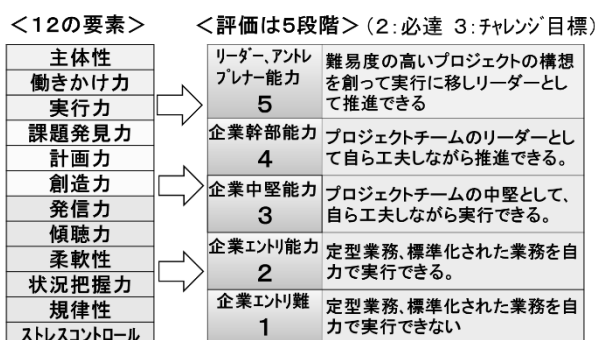 ＜12の要素＞
＜評価は5段階＞（2：必達 3：ﾁｬﾚﾝｼﾞ目標）
主体性
働きかけ力
実行力
課題発見力
計画力
創造力
発信力
傾聴力
柔軟性
状況把握力
規律性
ストレスコントロール
リーダー、アントレ
プレナー能力
5
難易度の高いプロジェクトの構想
を創って実行に移しリーダーとし
て推進できる
企業幹部能力
4
プロジェクトチームのリーダーとし
て自ら工夫しながら推進できる。
企業中堅能力
3
プロジェクトチームの中堅として、
自ら工夫しながら実行できる。
企業エントリ能力
2
定型業務、標準化された業務を自
力で実行できる。
企業エントリ難
1
定型業務、標準化された業務を自
力で実行できない